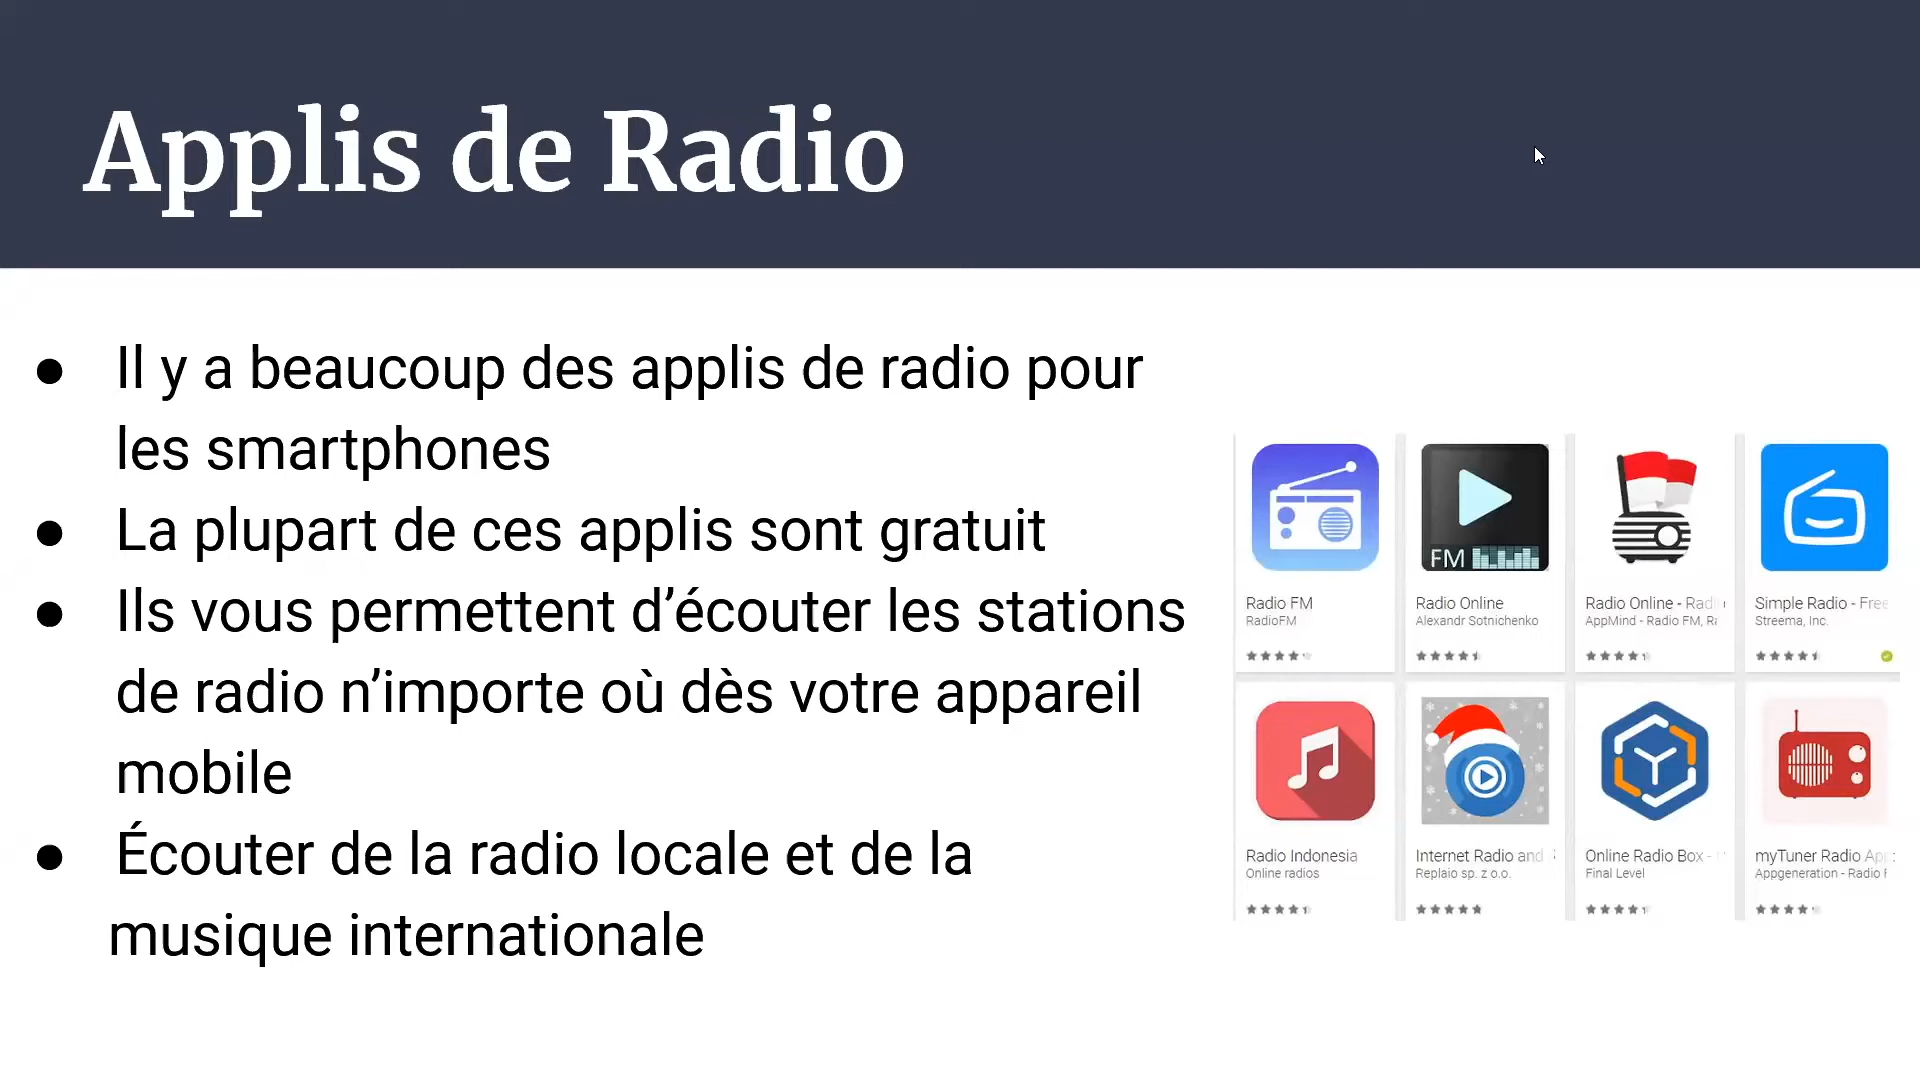 Applis de Radio
● Il y a beaucoup des applis de radio pour
les smartphones
● La plupart de ces applis sont gratuit
● Ils vous permettent d’écouter les stations
de radio n’importe où dès votre appareil
mobile
● Écouter de la radio locale et de la
musique internationale
FM
Radio FM
RadioFM
Radio Online
Alexandr Sotnichenko
Radio Online -
AppMind - Radio FM,
Simple Radio - Free
Streema, Inc.
Radio Indonesia
Online radios
Internet Radio and
Replaio sp. z o.o.
Online Radio Box -
Final Level
myTuner Radio
Appgeneration - Radio